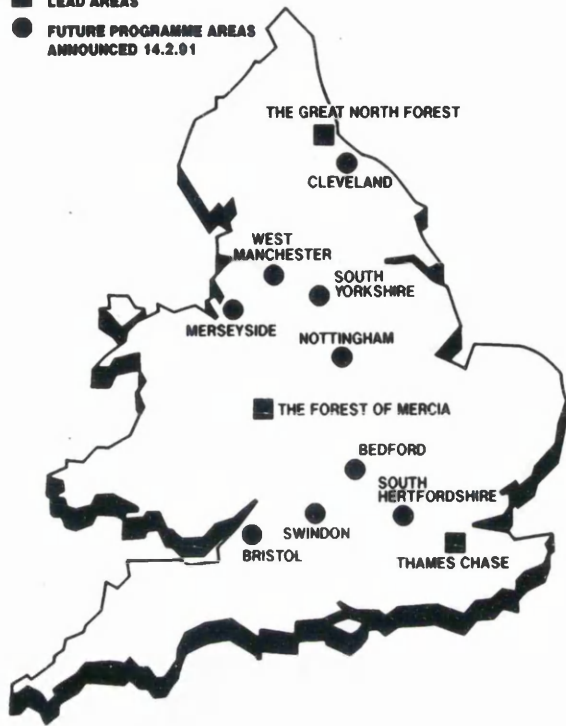 LEAD AREAS
FUTURE PROGRAMME AREAS
ANNOUNCED 14.2.91
THE GREAT NORTH FOREST
CLEVELAND
WEST
MANCHESTER
SOUTH
YORKSHIRE
MERSEYSIDE
NOTTINGHAM
THE FOREST OF MERCIA
BEDFORD
SOUTH
HERTFORDSHIRE
SWINDON
BRISTOL
THAMES CHASE